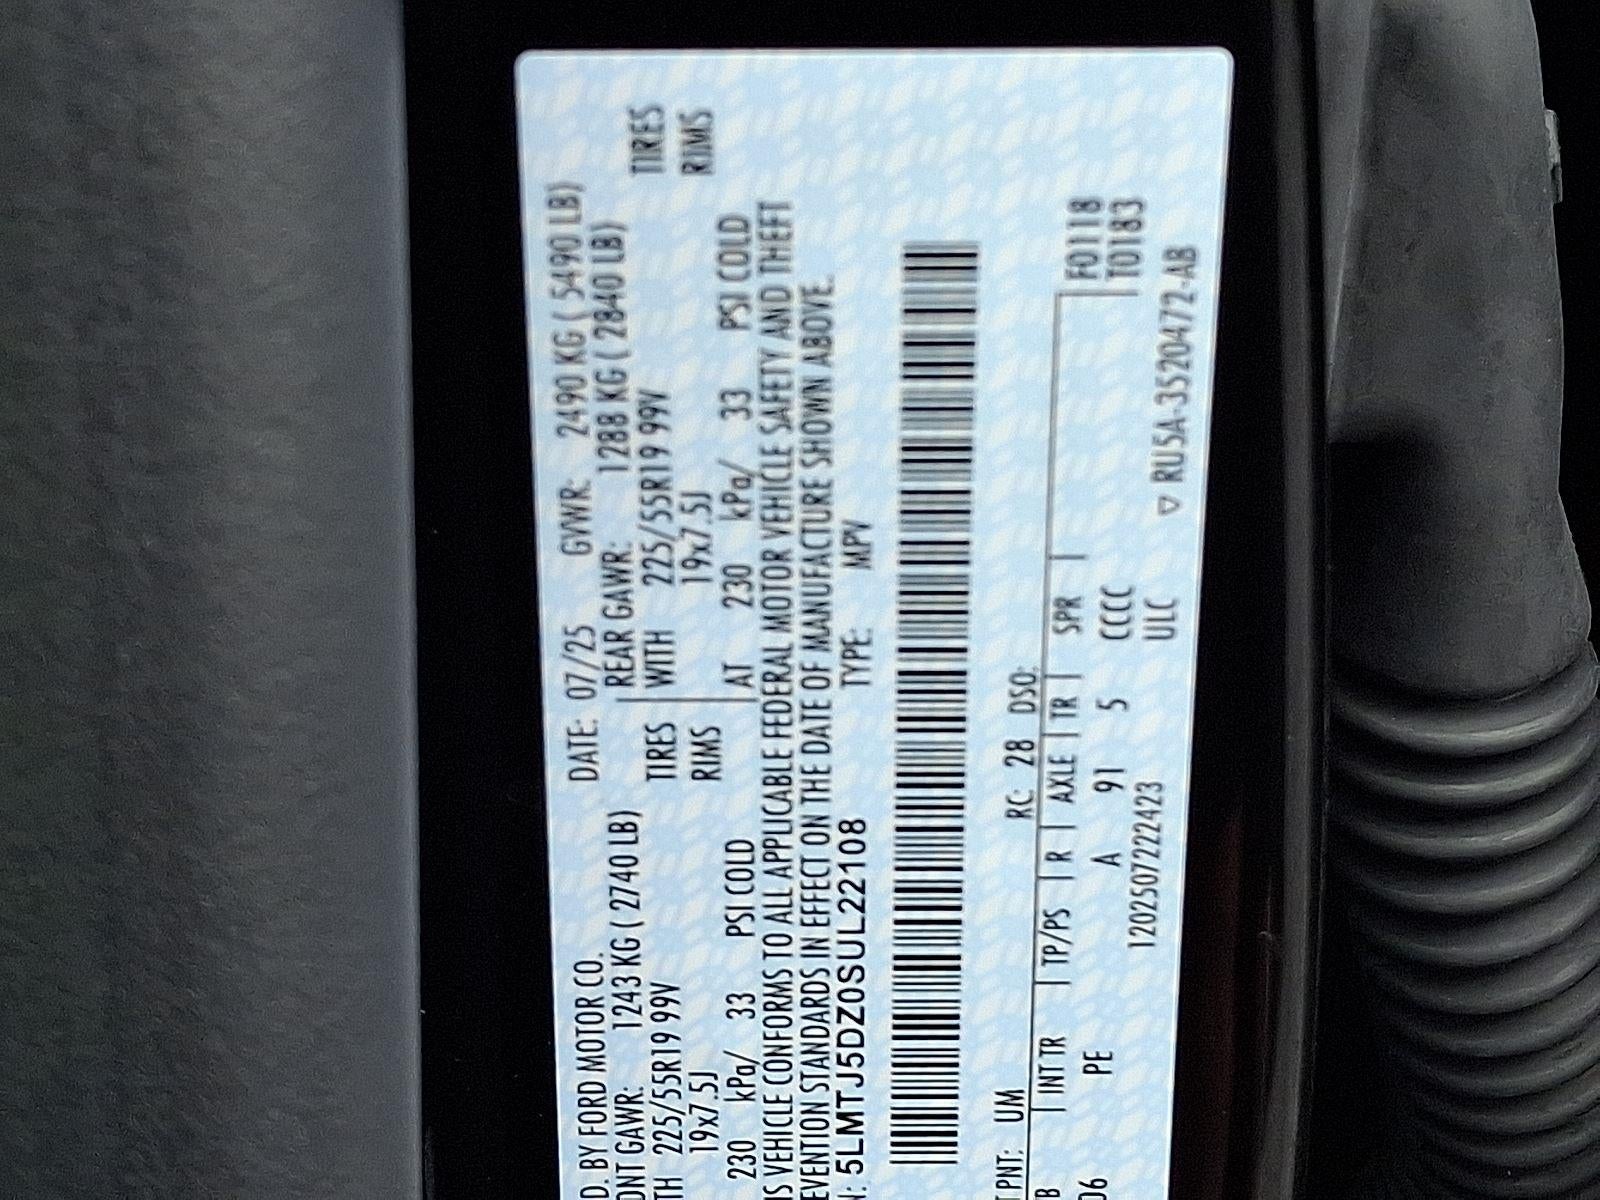 D. BY FORD MOTOR CO. DATE: 07/25 GVWR: 2490 KG ( 5490 LB)
ONT GAWR: 1243 KG ( 2740 LB) REAR GAWR: 1288 KG ( 2840 LB)
TH 225/55R19 99V TIRES WITH 225/55R19 99V TIRES
19x7.5J RIMS 19x7.5J RIMS
230 kPa/ 33 PSI COLD AT 230 kPa/ 33 PSI COLD
IS VEHICLE CONFORMS TO ALL APPLICABLE FEDERAL MOTOR VEHICLE SAFETY AND THEFT
EVENTION STANDARDS IN EFFECT ON THE DATE OF MANUFACTURE SHOWN ABOVE.
N: 5LMTJ5DZ0SUL22108 TYPE: MPV
T PNT: UM RC: 28 DSO:
B INT TR TP/PS R AXLE TR SPR F0118
06 PE A 91 5 CCCC T0183
120250722423 ULC ▽ RU5A-3520472-AB